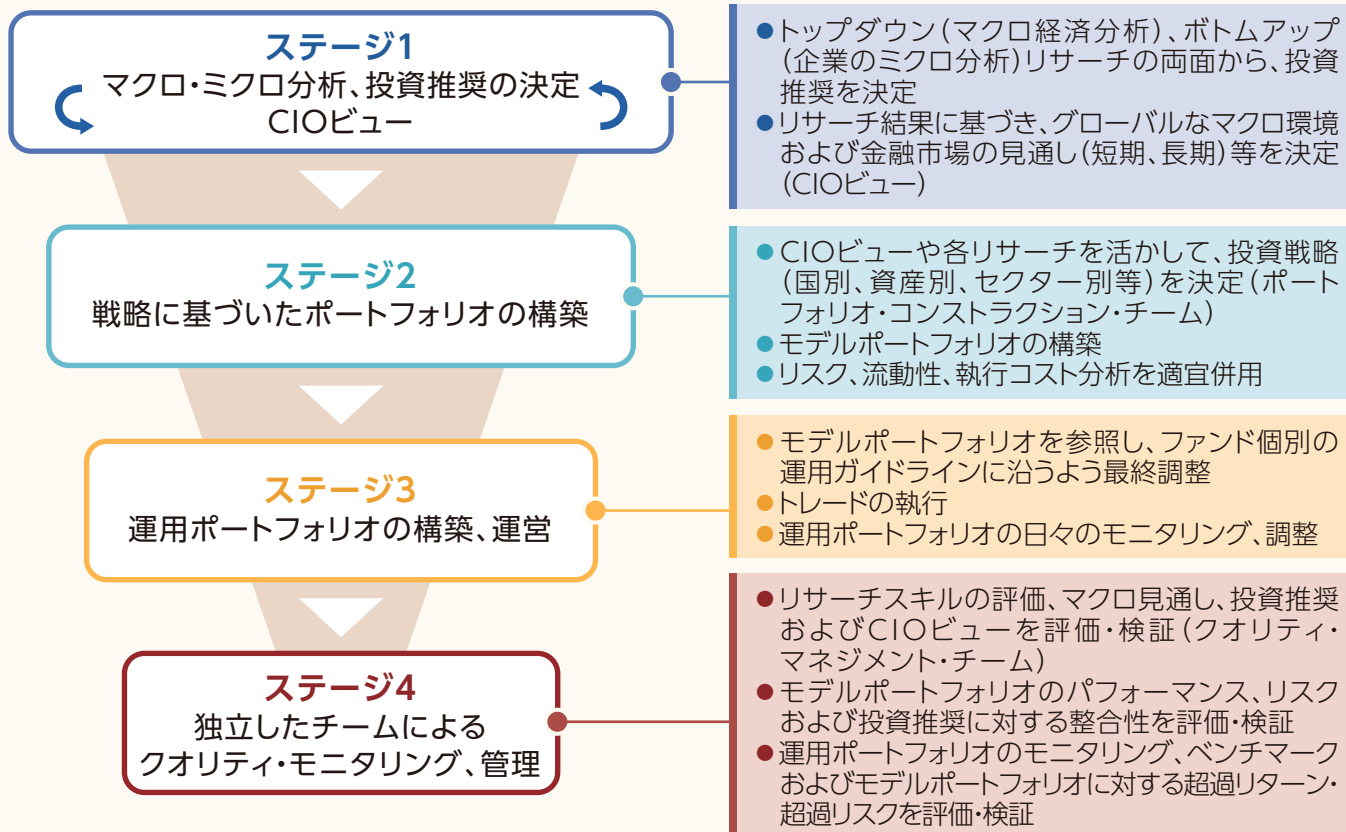 ステージ1
マクロ・ミクロ分析、投資推奨の決定
CIOビュー
●トップダウン(マクロ経済分析)、ボトムアップ
(企業のミクロ分析)リサーチの両面から、投資
推奨を決定
●リサーチ結果に基づき、グローバルなマクロ環境
および金融市場の見通し(短期、長期)等を決定
(CIOビュー)
ステージ2
戦略に基づいたポートフォリオの構築
●CIOビューや各リサーチを活かして、投資戦略
(国別、資産別、セクター別等)を決定(ポート
フォリオ・コンストラクション・チーム)
●モデルポートフォリオの構築
●リスク、流動性、執行コスト分析を適宜併用
ステージ3
運用ポートフォリオの構築、運営
●モデルポートフォリオを参照し、ファンド個別の
運用ガイドラインに沿うよう最終調整
●トレードの執行
●運用ポートフォリオの日々のモニタリング、調整
ステージ4
独立したチームによる
クオリティ・モニタリング、管理
●リサーチスキルの評価、マクロ見通し、投資推奨
およびCIOビューを評価・検証(クオリティ・
マネジメント・チーム)
●モデルポートフォリオのパフォーマンス、リスク
および投資推奨に対する整合性を評価・検証
●運用ポートフォリオのモニタリング、ベンチマーク
およびモデルポートフォリオに対する超過リターン・
超過リスクを評価・検証